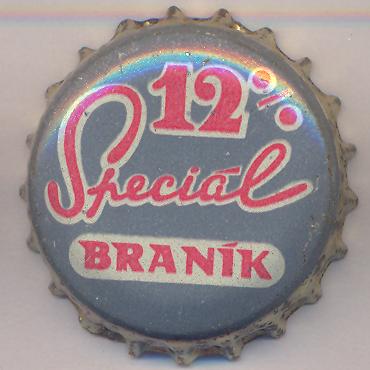 12%
Speciál
BRANÍK